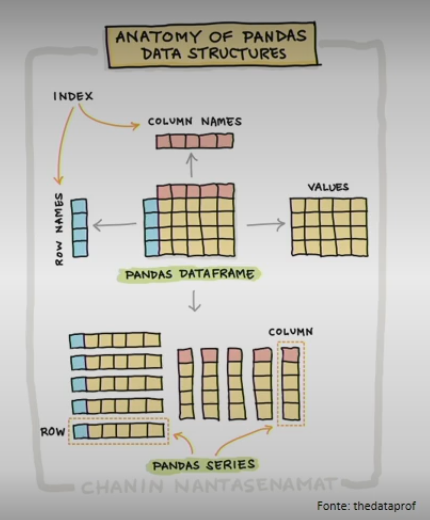 ANATOMY OF PANDAS
DATA STRUCTURES
INDEX
COLUMN NAMES
ROW NAMES
VALUES
PANDAS DATAFRAME
COLUMN
ROW
PANDAS SERIES
CHANIN NANTASENAMAT
Fonte: thedataprof